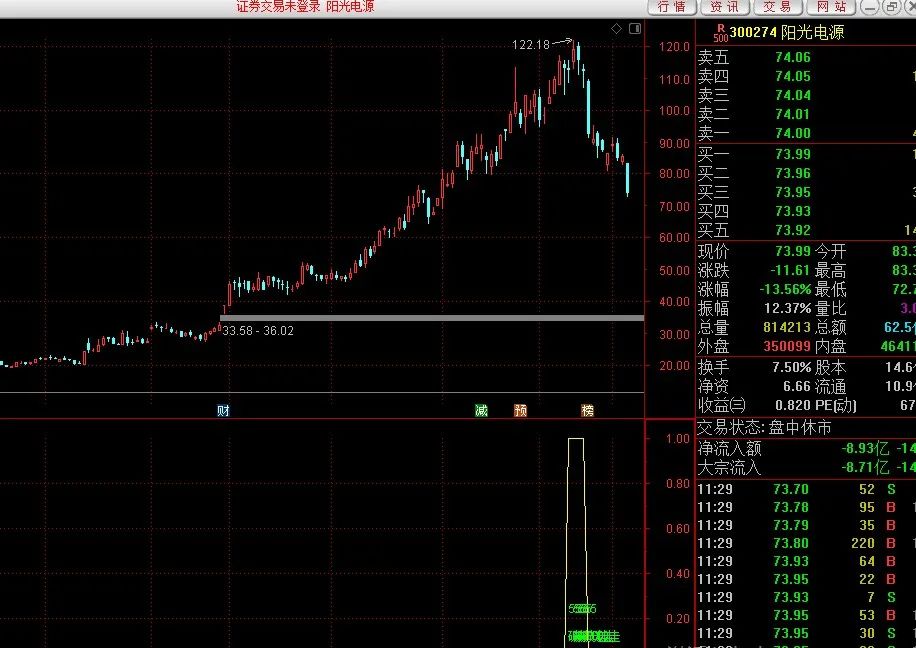 证券交易未登录 阳光电源
行情 资讯 交易 网站
122.18
120.0
110.0
100.0
90.00
80.00
70.00
60.00
50.00
40.00
30.00
20.00
33.58 - 36.02
财 减 预 榜
1.00
0.80
0.60
0.40
0.20
R
500 300274 阳光电源
卖五 74.06
卖四 74.05
卖三 74.04
卖二 74.01
卖一 74.00
买一 73.99
买二 73.96
买三 73.95
买四 73.93
买五 73.92 14
现价 73.99 今开 83.3
涨跌 -11.61 最高 83.3
涨幅 -13.56% 最低 72.7
振幅 12.37% 量比 3.0
总量 814213 总额 62.5
外盘 350099 内盘 46411
换手 7.50% 股本 14.6
净资 6.66 流通 10.9
收益㈢ 0.820 PE(动) 67
交易状态: 盘中休市
净流入额 -8.93亿 -14
大宗流入 -8.71亿 -14
11:29 73.70 52 S
11:29 73.78 95 B
11:29 73.79 35 B
11:29 73.80 220 B
11:29 73.93 64 B
11:29 73.95 22 B
11:29 73.93 7 S
11:29 73.95 53 B
11:29 73.95 30 S